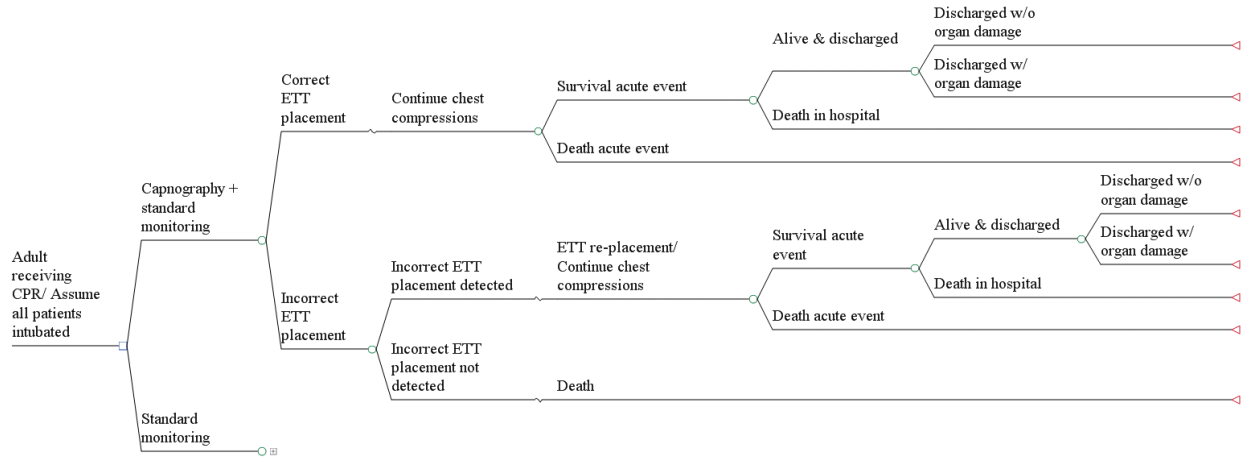 Adult
receiving
CPR/ Assume
all patients
intubated
Capnography +
standard
monitoring
Correct
ETT
placement
Continue chest
compressions
Survival acute event
Alive & discharged
Discharged w/o
organ damage
Discharged w/
organ damage
Death in hospital
Death acute event
Incorrect
ETT
placement
Incorrect ETT
placement detected
ETT re-placement/
Continue chest
compressions
Survival acute
event
Alive & discharged
Discharged w/o
organ damage
Discharged w/
organ damage
Death in hospital
Death acute event
Incorrect ETT
placement not
detected
Death
Standard
monitoring